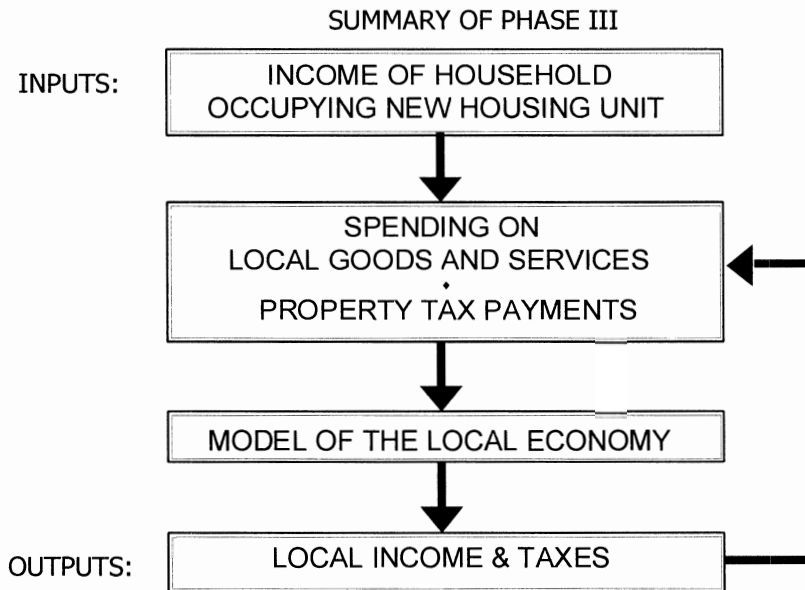 SUMMARY OF PHASE III
INPUTS:
INCOME OF HOUSEHOLD
OCCUPYING NEW HOUSING UNIT
SPENDING ON
LOCAL GOODS AND SERVICES
PROPERTY TAX PAYMENTS
MODEL OF THE LOCAL ECONOMY
OUTPUTS:
LOCAL INCOME & TAXES